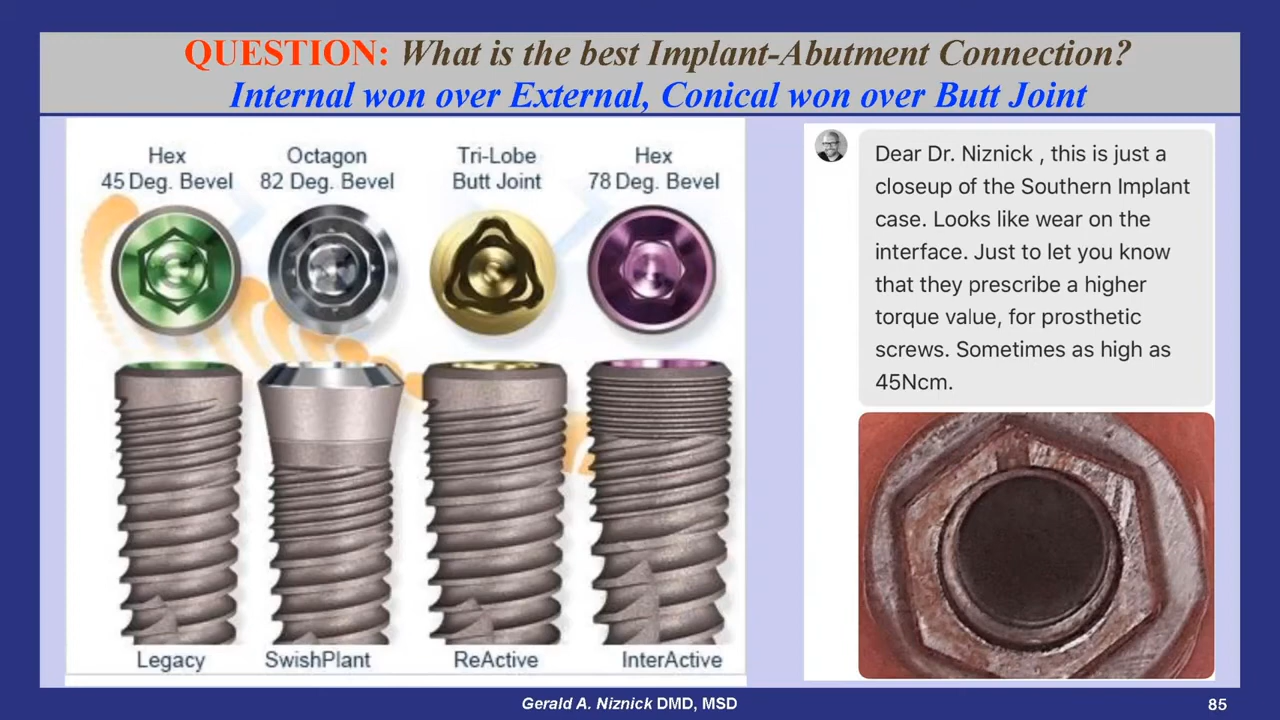 QUESTION: What is the best Implant-Abutment Connection?
Internal won over External, Conical won over Butt Joint
Hex
45 Deg. Bevel
Octagon
82 Deg. Bevel
Tri-Lobe
Butt Joint
Hex
78 Deg. Bevel
Legacy
SwishPlant
ReActive
InterActive
Dear Dr. Niznick , this is just a
closeup of the Southern Implant
case. Looks like wear on the
interface. Just to let you know
that they prescribe a higher
torque value, for prosthetic
screws. Sometimes as high as
45Ncm.
Gerald A. Niznick DMD, MSD
85